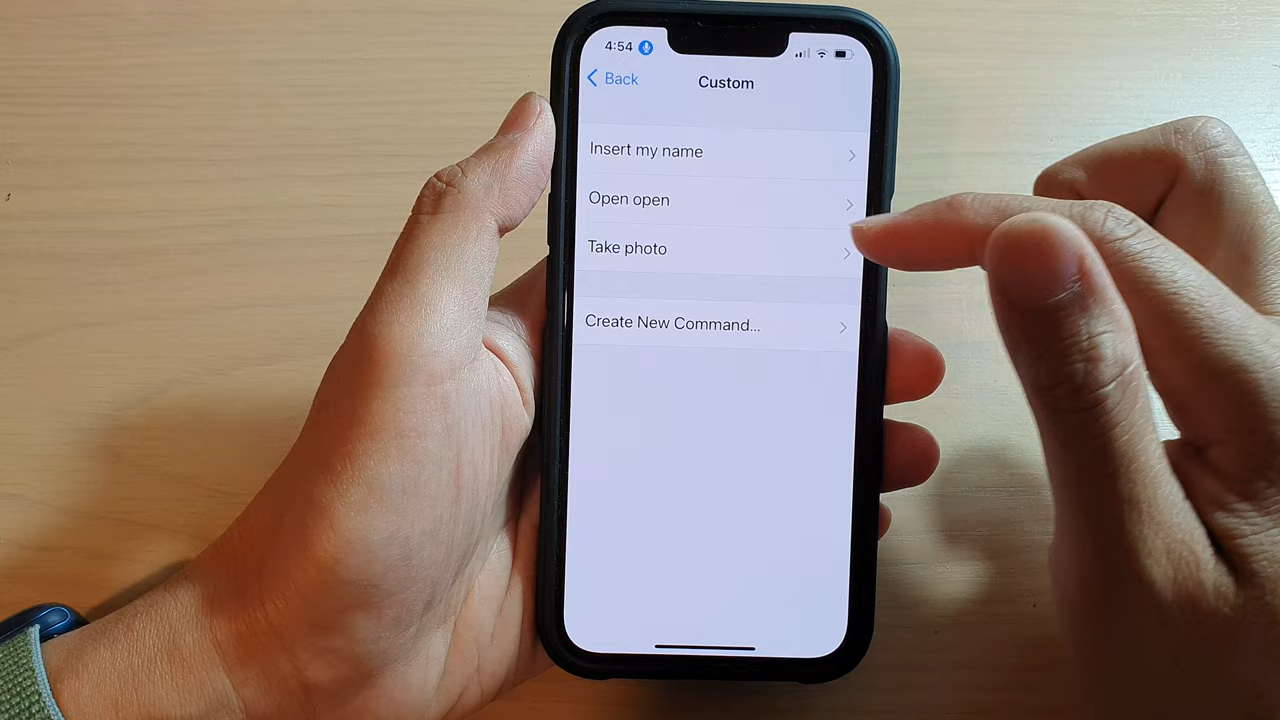 4:54
Back
Custom
Insert my name
Open open
Take photo
Create New Command...